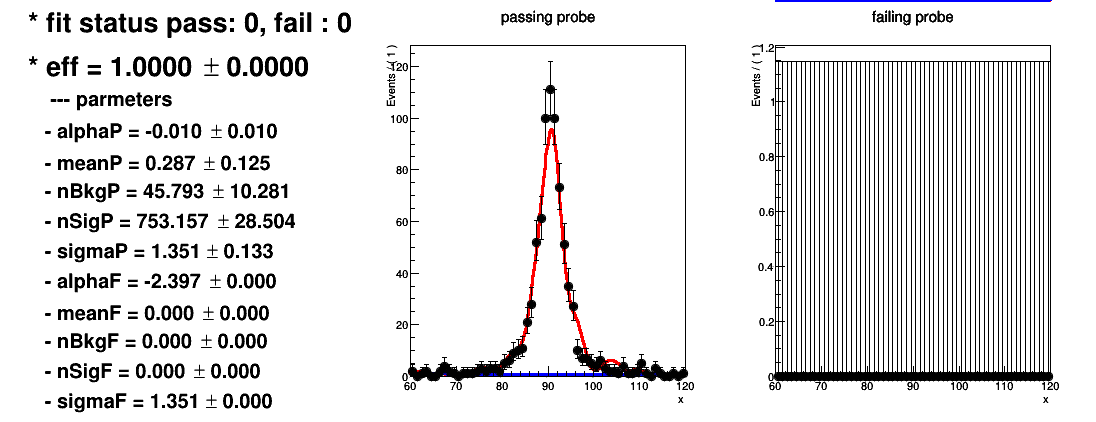 * fit status pass: 0, fail : 0
* eff = 1.0000 ± 0.0000
--- parmeters
- alphaP = -0.010 ± 0.010
- meanP = 0.287 ± 0.125
- nBkgP = 45.793 ± 10.281
- nSigP = 753.157 ± 28.504
- sigmaP = 1.351 ± 0.133
- alphaF = -2.397 ± 0.000
- meanF = 0.000 ± 0.000
- nBkgF = 0.000 ± 0.000
- nSigF = 0.000 ± 0.000
- sigmaF = 1.351 ± 0.000
passing probe
Events / ( 1 )
120
100
80
60
40
20
0
60 70 80 90 100 110 120
x
failing probe
Events / ( 1 )
1.2
1
0.8
0.6
0.4
0.2
0
60 70 80 90 100 110 120
x